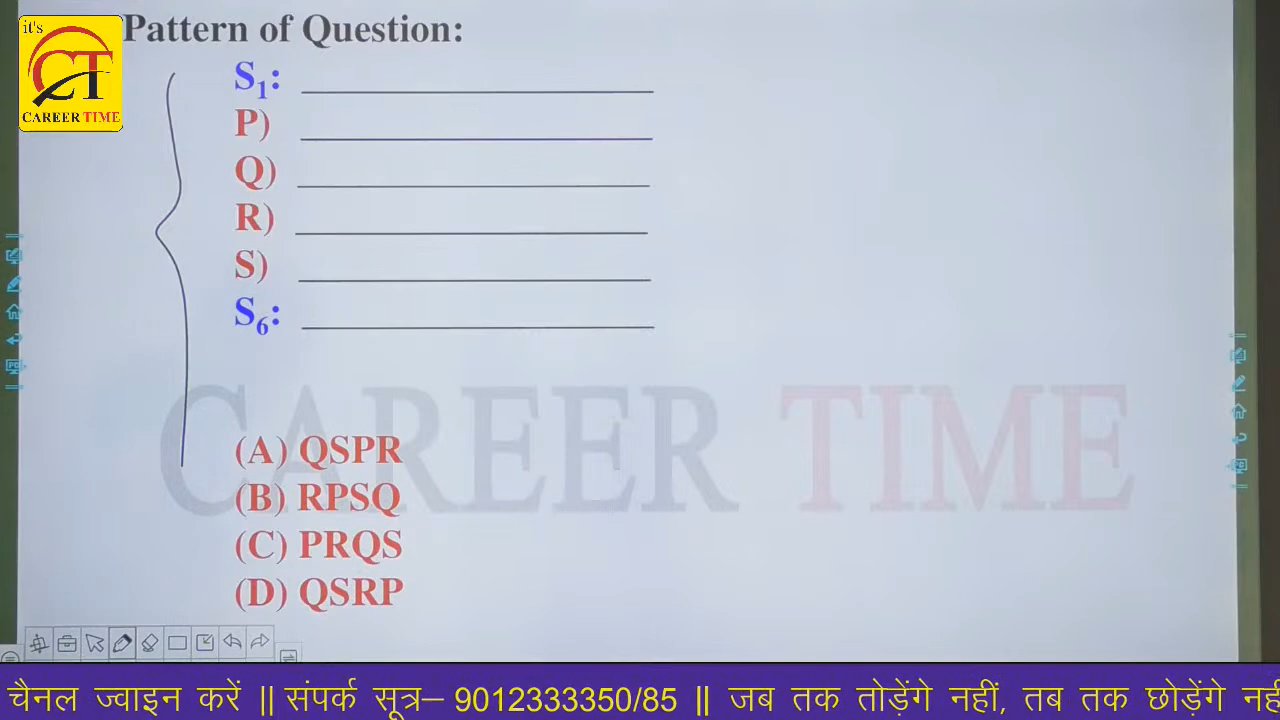 it's
CT
CAREER TIME
Pattern of Question:
S1:
P)
Q)
R)
S)
S6:
CAREER TIME
(A) QSPR
(B) RPSQ
(C) PRQS
(D) QSRP
चैनल ज्वाइन करें || संपर्क सूत्र– 9012333350/85 || जब तक तोड़ेंगे नहीं, तब तक छोड़ेंगे